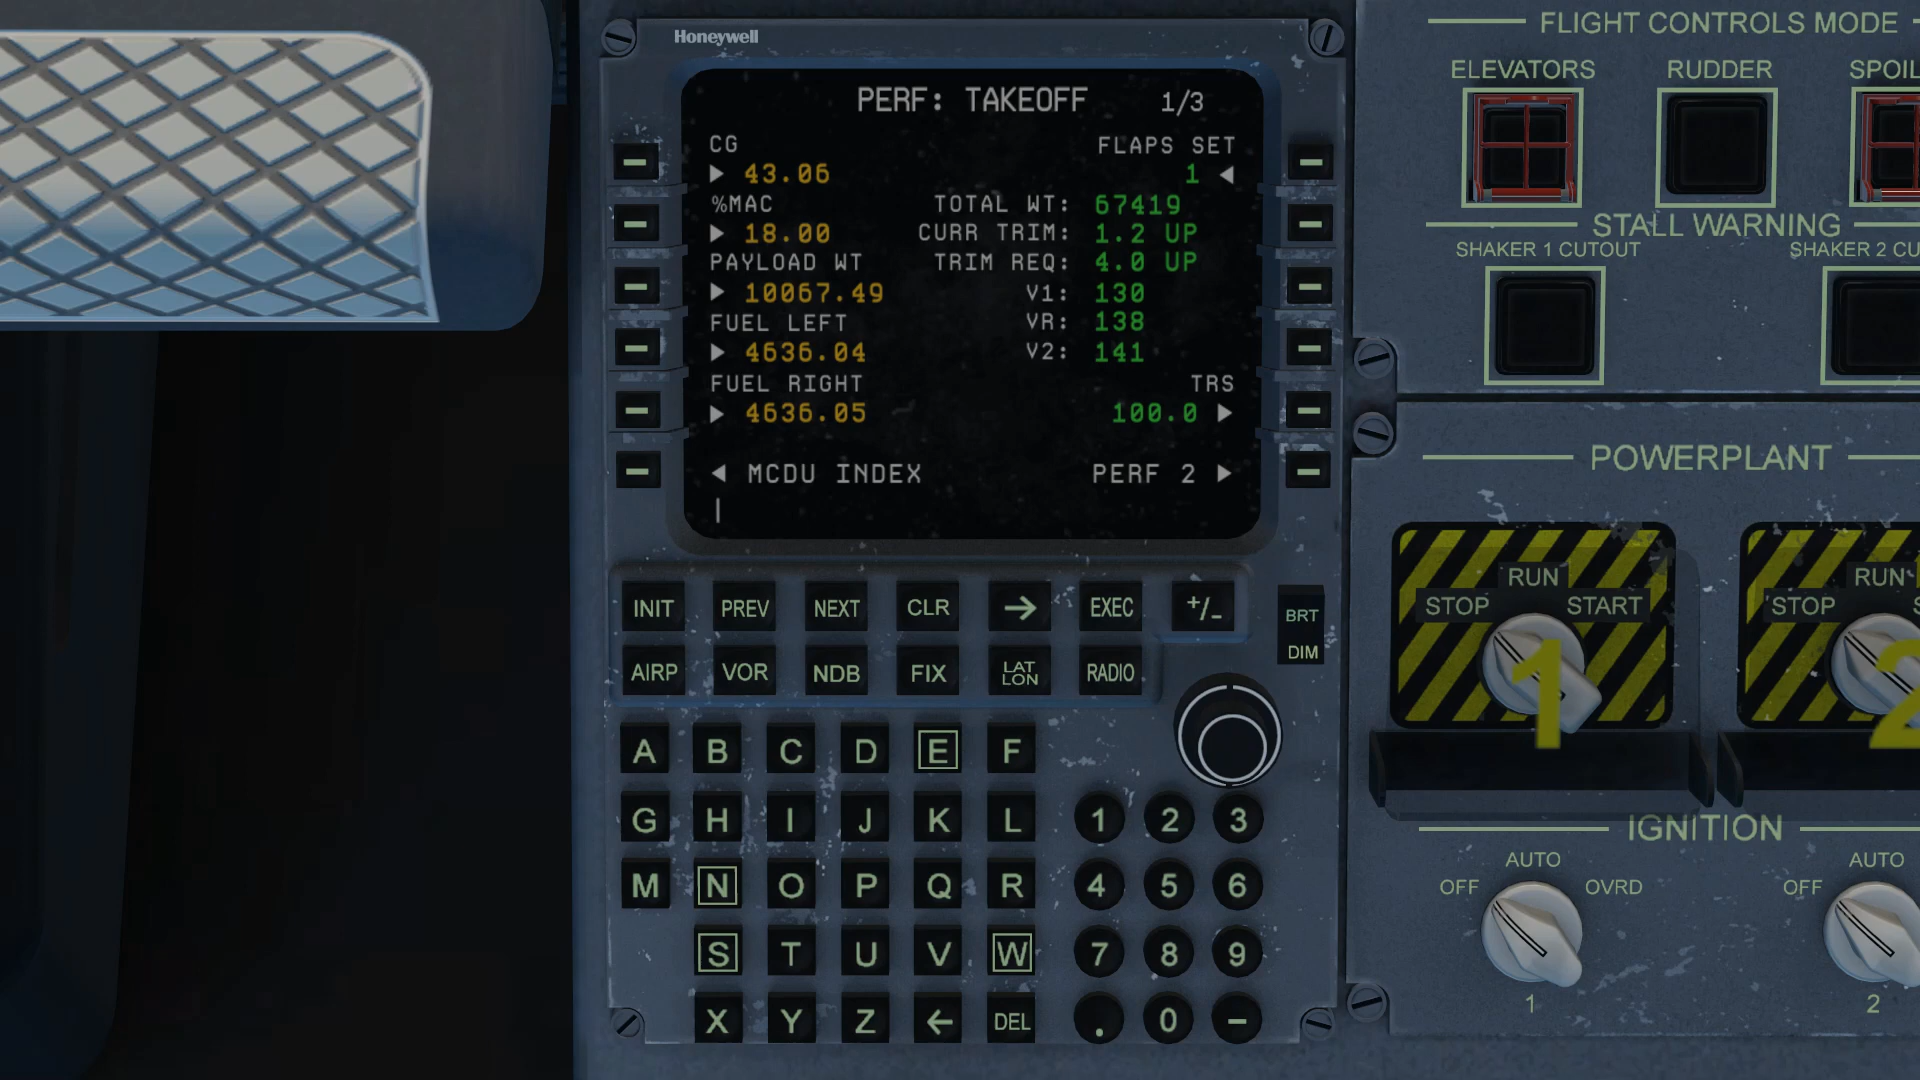 Honeywell
PERF: TAKEOFF 1/3
CG FLAPS SET
43.06 1
%MAC TOTAL WT: 67419
18.00 CURR TRIM: 1.2 UP
PAYLOAD WT TRIM REQ: 4.0 UP
10067.49 V1: 130
FUEL LEFT VR: 138
4636.04 V2: 141
FUEL RIGHT TRS
4636.05 100.0
MCDU INDEX PERF 2
INIT PREV NEXT CLR → EXEC +/-
BRT
DIM
AIRP VOR NDB FIX LAT LON RADIO
A B C D E F
G H I J K L 1 2 3
M N O P Q R 4 5 6
S T U V W 7 8 9
X Y Z ← DEL . 0 -
FLIGHT CONTROLS MODE
ELEVATORS RUDDER SPOIL
STALL WARNING
SHAKER 1 CUTOUT SHAKER 2 CU
POWERPLANT
RUN RUN
STOP START STOP S
1 2
IGNITION
AUTO AUTO
OFF OVRD OFF
1 2